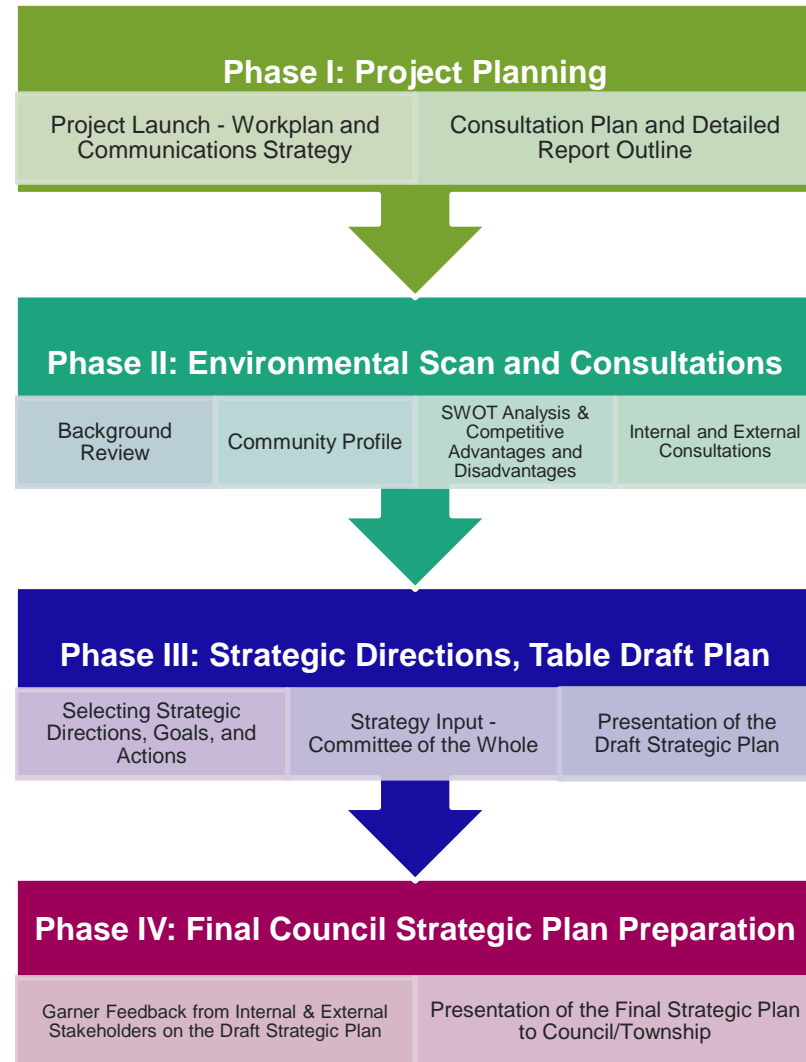 Phase I: Project Planning
Project Launch - Workplan and
Communications Strategy
Consultation Plan and Detailed
Report Outline
Phase II: Environmental Scan and Consultations
Background
Review
Community Profile
SWOT Analysis &
Competitive
Advantages and
Disadvantages
Internal and External
Consultations
Phase III: Strategic Directions, Table Draft Plan
Selecting Strategic
Directions, Goals, and
Actions
Strategy Input -
Committee of the Whole
Presentation of the
Draft Strategic Plan
Phase IV: Final Council Strategic Plan Preparation
Garner Feedback from Internal & External
Stakeholders on the Draft Strategic Plan
Presentation of the Final Strategic Plan
to Council/Township